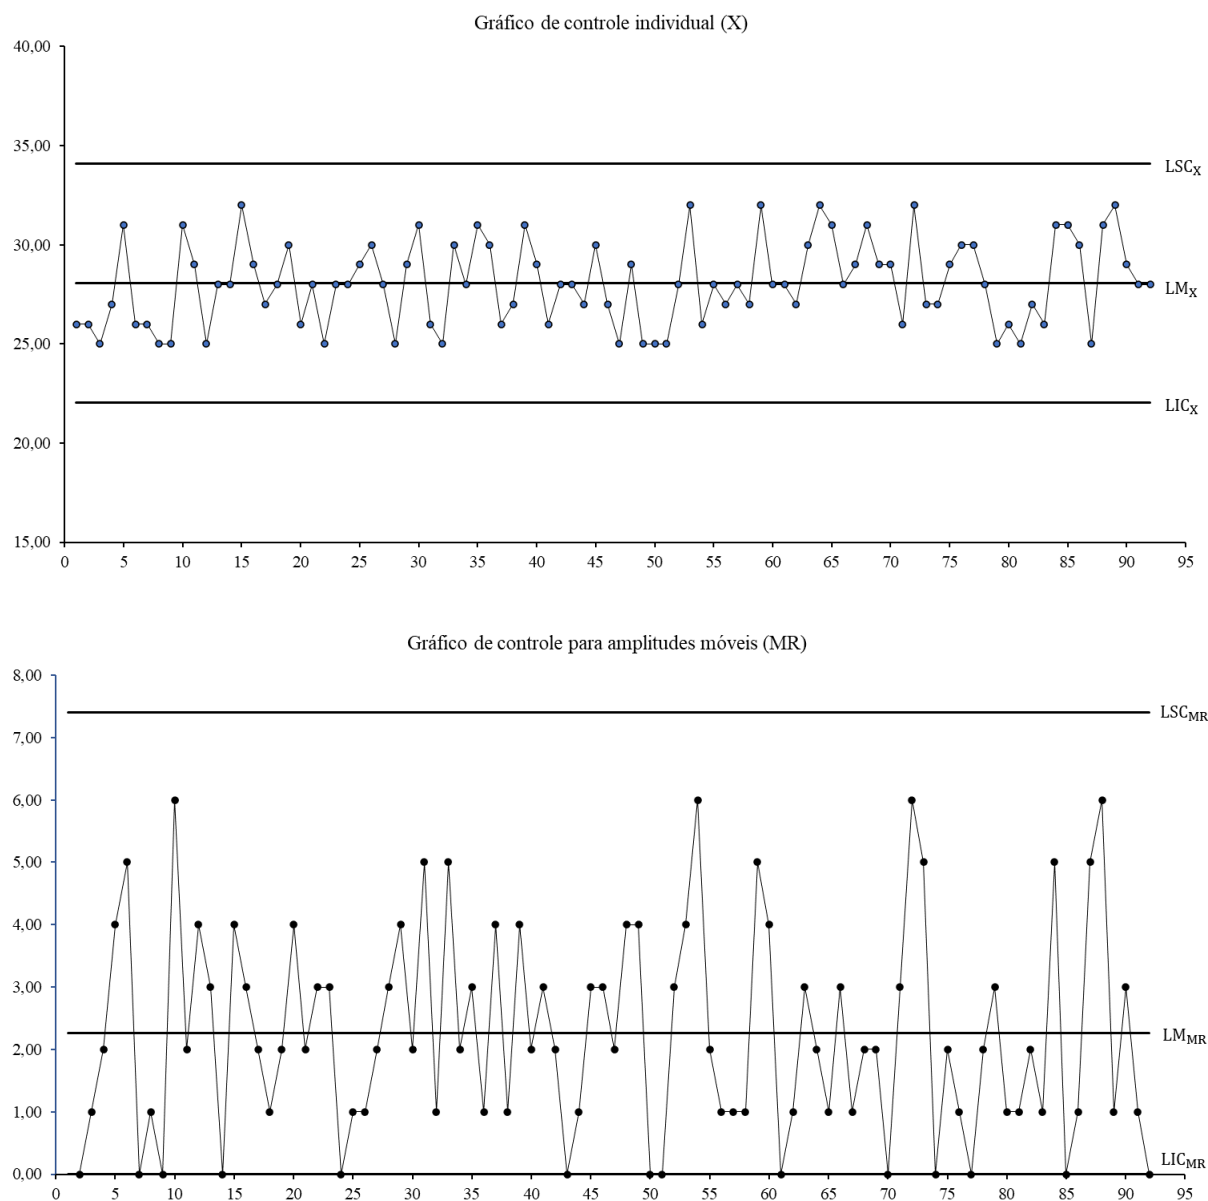 Gráfico de controle individual (X)
40,00
35,00
LSCX
30,00
LMX
25,00
LICX
20,00
15,00
0 5 10 15 20 25 30 35 40 45 50 55 60 65 70 75 80 85 90 95
Gráfico de controle para amplitudes móveis (MR)
8,00
LSCMR
7,00
6,00
5,00
4,00
3,00
LMMR
2,00
1,00
LICMR
0,00
0 5 10 15 20 25 30 35 40 45 50 55 60 65 70 75 80 85 90 95